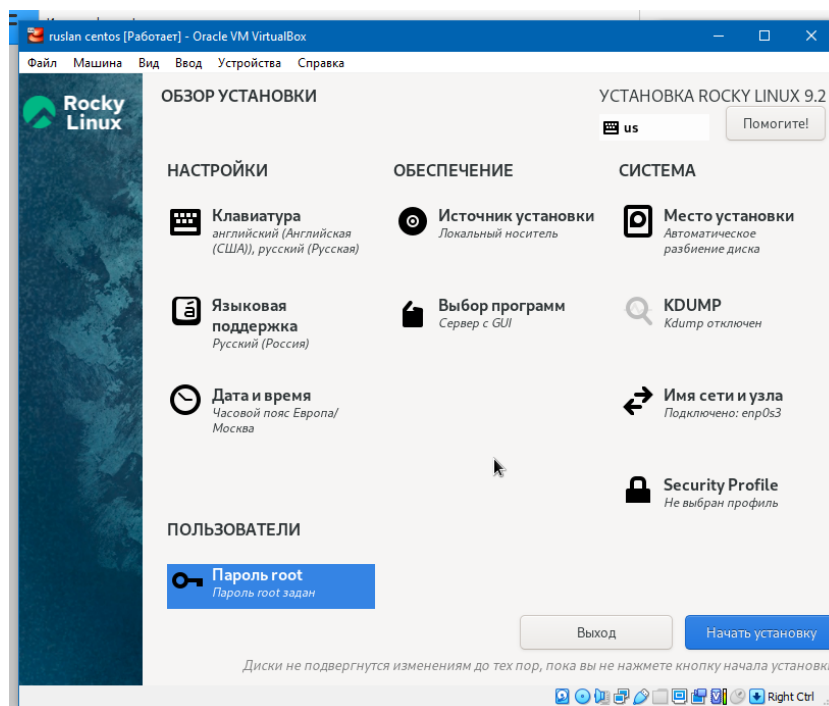 ruslan centos [Работает] - Oracle VM VirtualBox
Файл Машина Вид Ввод Устройства Справка
Rocky
Linux
ОБЗОР УСТАНОВКИ
УСТАНОВКА ROCKY LINUX 9.2
us
Помогите!
НАСТРОЙКИ
Клавиатура
английский (Английская
(США)), русский (Русская)
Языковая
поддержка
Русский (Россия)
Дата и время
Часовой пояс Европа/
Москва
ОБЕСПЕЧЕНИЕ
Источник установки
Локальный носитель
Выбор программ
Сервер с GUI
СИСТЕМА
Место установки
Автоматическое
разбиение диска
KDUMP
Kdump отключен
Имя сети и узла
Подключено: enp0s3
Security Profile
Не выбран профиль
ПОЛЬЗОВАТЕЛИ
Пароль root
Пароль root задан
Выход
Начать установку
Диски не подвергнутся изменениям до тех пор, пока вы не нажмете кнопку начала установки
Right Ctrl